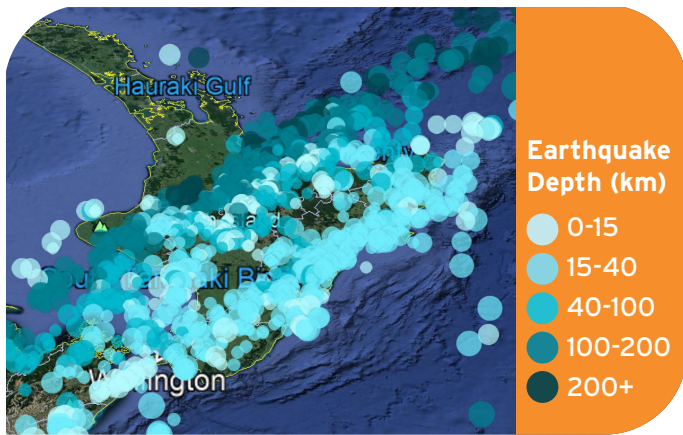 Hauraki Gulf
Wellington
Earthquake
Depth (km)
0-15
15-40
40-100
100-200
200+